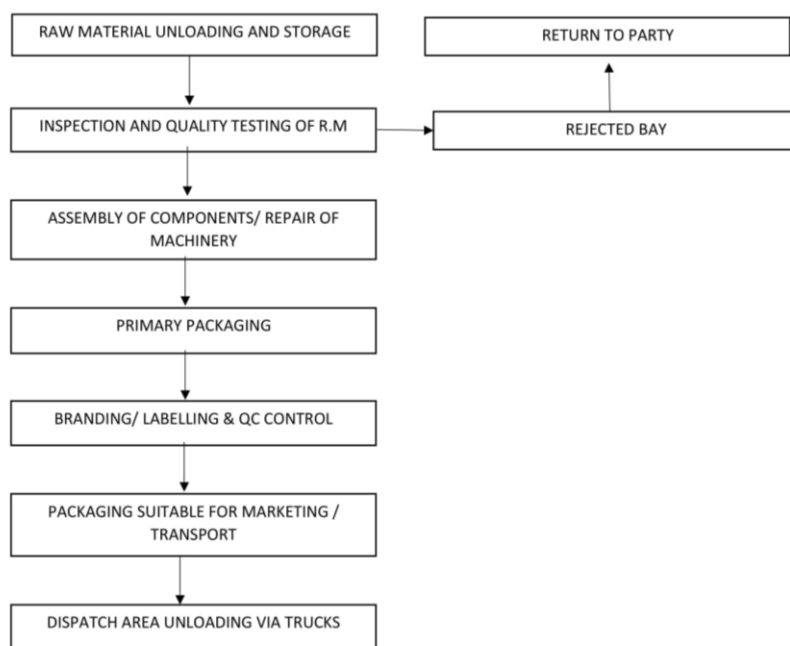 RAW MATERIAL UNLOADING AND STORAGE
RETURN TO PARTY
INSPECTION AND QUALITY TESTING OF R.M
REJECTED BAY
ASSEMBLY OF COMPONENTS/ REPAIR OF
MACHINERY
PRIMARY PACKAGING
BRANDING/ LABELLING & QC CONTROL
PACKAGING SUITABLE FOR MARKETING /
TRANSPORT
DISPATCH AREA UNLOADING VIA TRUCKS